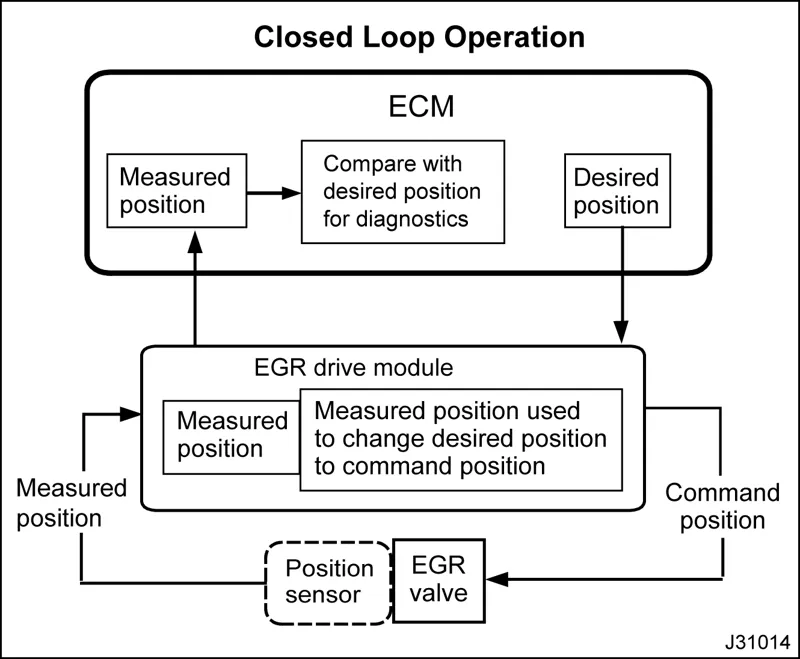 Closed Loop Operation
ECM
Measured
position
Compare with
desired position
for diagnostics
Desired
position
EGR drive module
Measured
position
Measured position used
to change desired position
to command position
Measured
position
Command
position
Position
sensor
EGR
valve
J31014